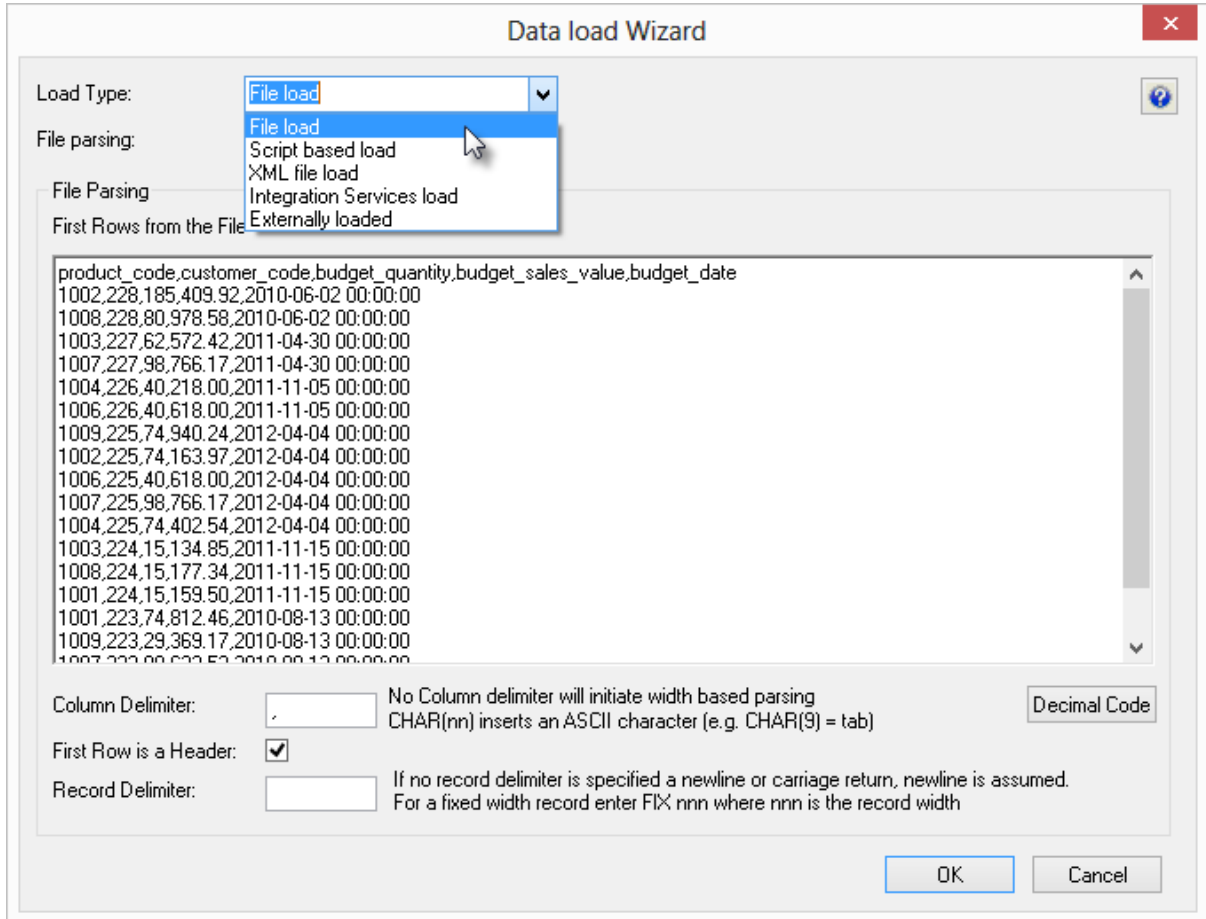 Data load Wizard
Load Type:
File load
File load
Script based load
XML file load
Integration Services load
Externally loaded
File parsing:
File Parsing
First Rows from the File
product_code,customer_code,budget_quantity,budget_sales_value,budget_date
1002,228,185,409.92,2010-06-02 00:00:00
1008,228,80,978.58,2010-06-02 00:00:00
1003,227,62,572.42,2011-04-30 00:00:00
1007,227,98,766.17,2011-04-30 00:00:00
1004,226,40,218.00,2011-11-05 00:00:00
1006,226,40,618.00,2011-11-05 00:00:00
1009,225,74,940.24,2012-04-04 00:00:00
1002,225,74,163.97,2012-04-04 00:00:00
1006,225,40,618.00,2012-04-04 00:00:00
1007,225,98,766.17,2012-04-04 00:00:00
1004,225,74,402.54,2012-04-04 00:00:00
1003,224,15,134.85,2011-11-15 00:00:00
1008,224,15,177.34,2011-11-15 00:00:00
1001,224,15,159.50,2011-11-15 00:00:00
1001,223,74,812.46,2010-08-13 00:00:00
1009,223,29,369.17,2010-08-13 00:00:00
Column Delimiter:
,
No Column delimiter will initiate width based parsing
CHAR(nn) inserts an ASCII character (e.g. CHAR(9) = tab)
Decimal Code
First Row is a Header:
Record Delimiter:
If no record delimiter is specified a newline or carriage return, newline is assumed.
For a fixed width record enter FIX nnn where nnn is the record width
OK
Cancel